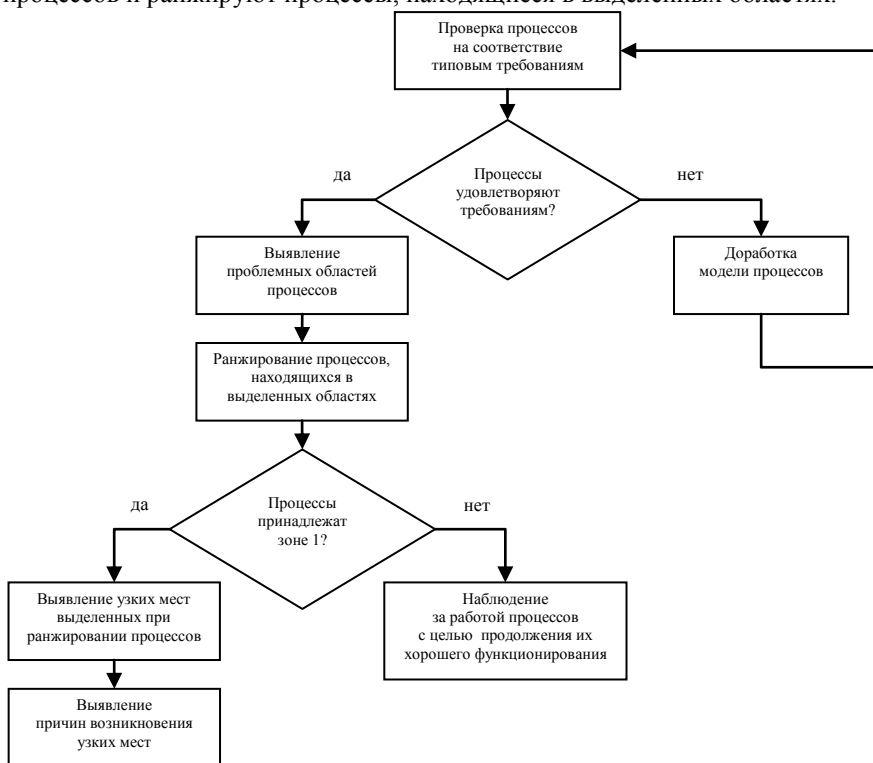 процессов и ранжируют процессы, находящиеся в выделенных областях.
Проверка процессов
на соответствие
типовым требованиям
Процессы
удовлетворяют
требованиям?
да
нет
Выявление
проблемных областей
процессов
Доработка
модели процессов
Ранжирование процессов,
находящихся в
выделенных областях
Процессы
принадлежат
зоне 1?
да
нет
Выявление узких мест
выделенных при
ранжировании процессов
Наблюдение
за работой процессов
с целью продолжения их
хорошего функционирования
Выявление
причин возникновения
узких мест